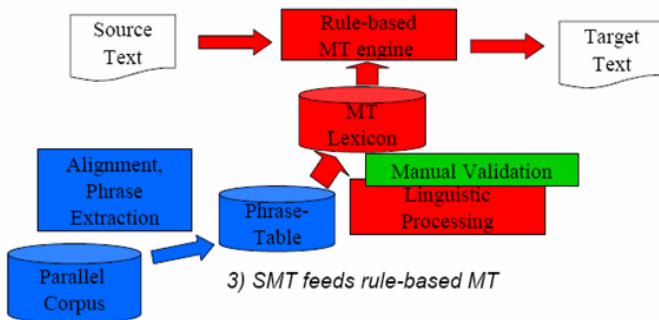 Source
Text
Rule-based
MT engine
Target
Text
MT
Lexicon
Alignment,
Phrase
Extraction
Manual Validation
Linguistic
Processing
Phrase-
Table
Parallel
Corpus
3) SMT feeds rule-based MT